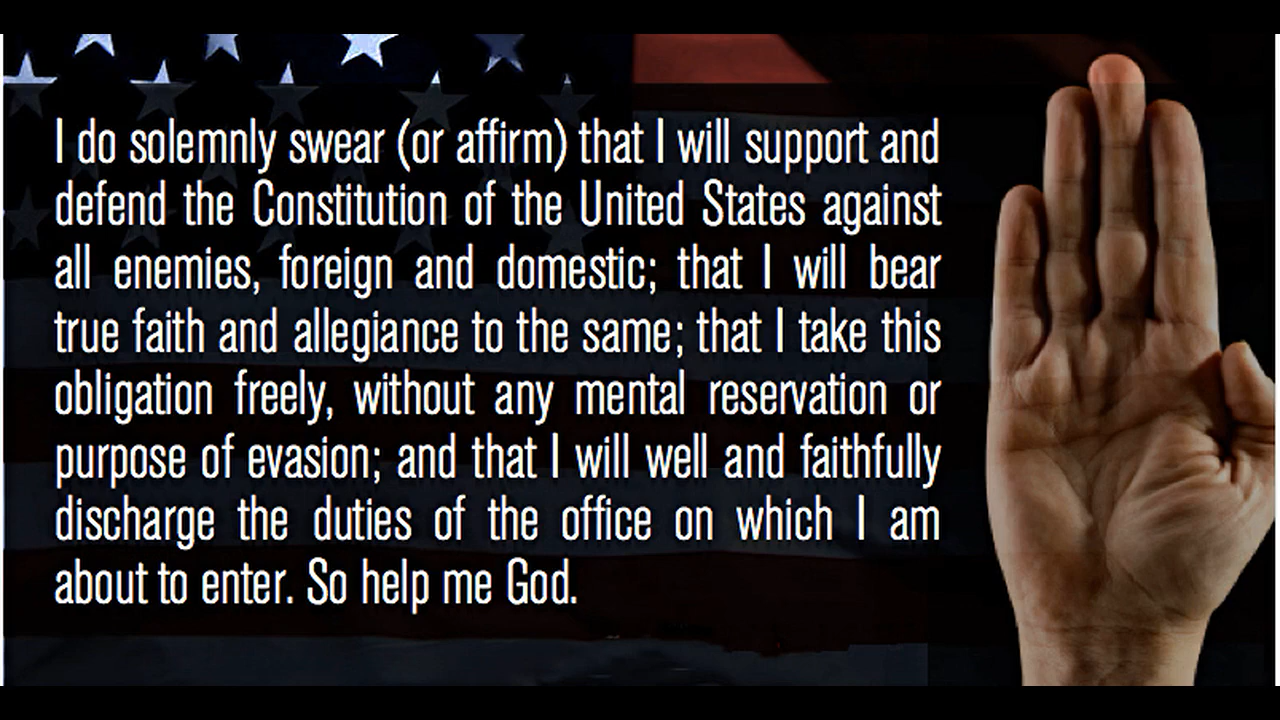 I do solemnly swear (or affirm) that I will support and
defend the Constitution of the United States against
all enemies, foreign and domestic; that I will bear
true faith and allegiance to the same; that I take this
obligation freely, without any mental reservation or
purpose of evasion; and that I will well and faithfully
discharge the duties of the office on which I am
about to enter. So help me God.